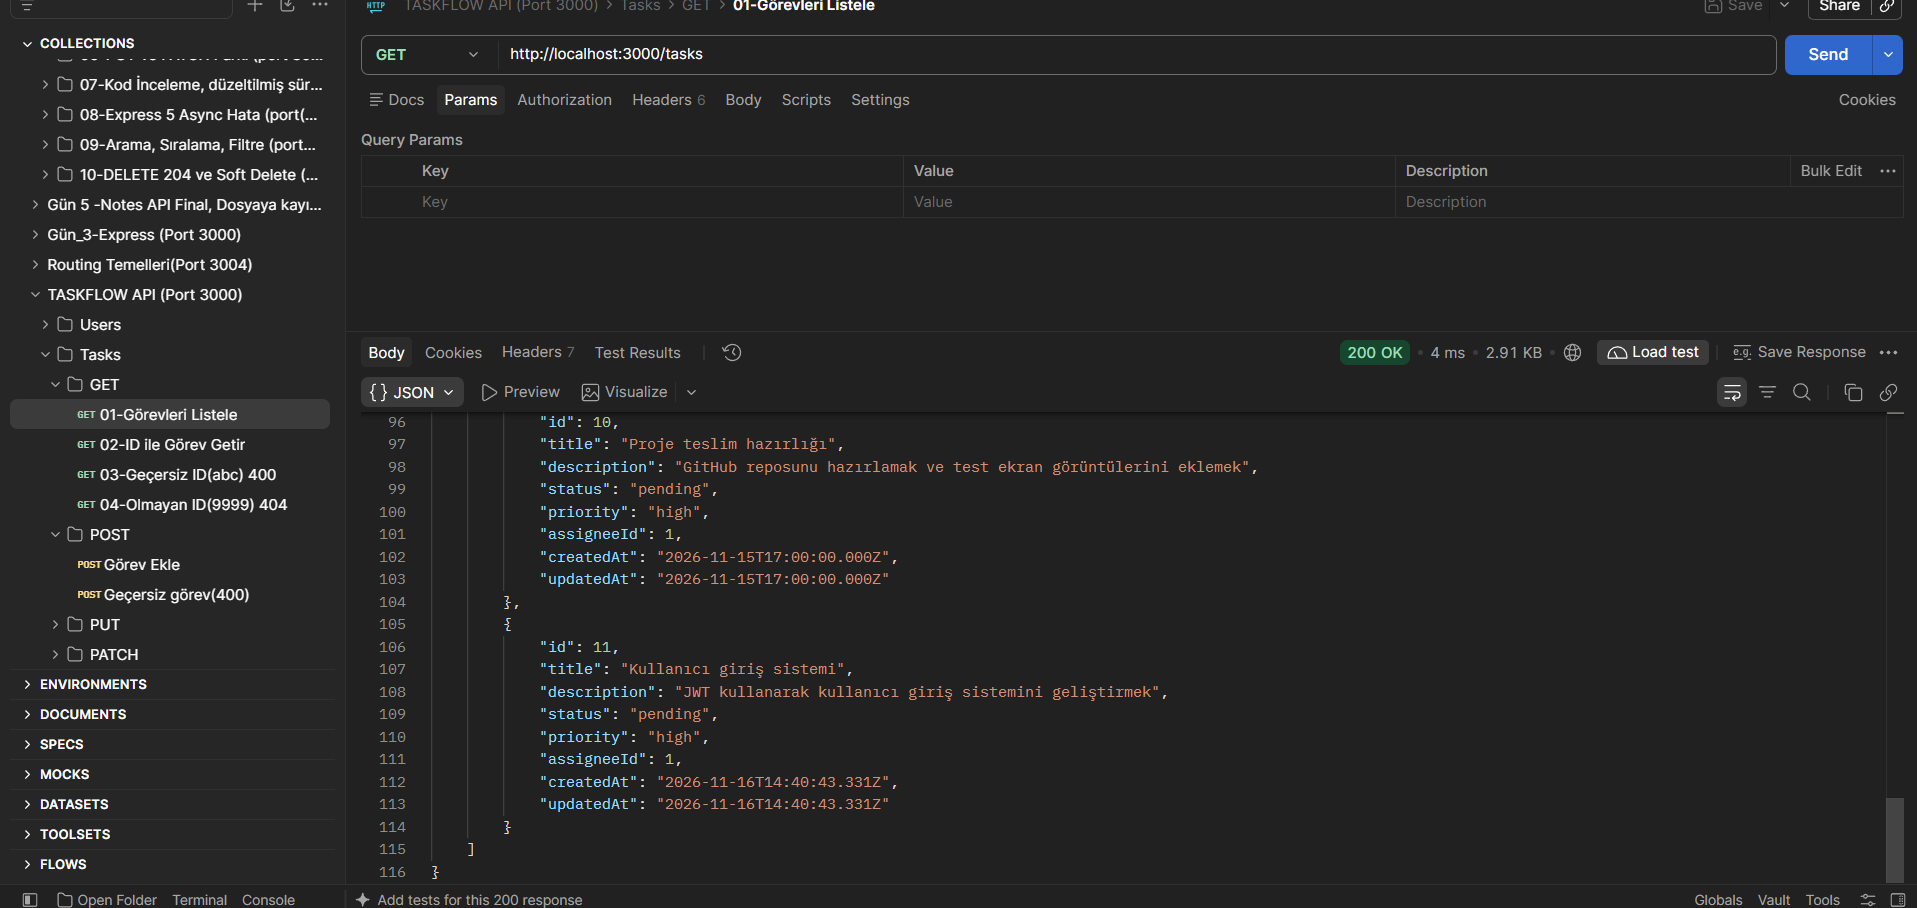 TASKFLOW API (Port 3000) > Tasks > GET > 01-Görevleri Listele
Save
Share
COLLECTIONS
07-Kod İnceleme, düzeltilmiş sür...
08-Express 5 Async Hata (port(...
09-Arama, Sıralama, Filtre (port...
10-DELETE 204 ve Soft Delete (...
Gün 5 -Notes API Final, Dosyaya kayı...
Gün_3-Express (Port 3000)
Routing Temelleri(Port 3004)
TASKFLOW API (Port 3000)
Users
Tasks
GET
GET 01-Görevleri Listele
GET 02-ID ile Görev Getir
GET 03-Geçersiz ID(abc) 400
GET 04-Olmayan ID(9999) 404
POST
POST Görev Ekle
POST Geçersiz görev(400)
PUT
PATCH
ENVIRONMENTS
DOCUMENTS
SPECS
MOCKS
DATASETS
TOOLSETS
FLOWS
HTTP
GET http://localhost:3000/tasks Send
Docs Params Authorization Headers 6 Body Scripts Settings Cookies
Query Params
Key Value Description Bulk Edit
Key Value Description
Body Cookies Headers 7 Test Results 200 OK • 4 ms • 2.91 KB • Load test e.g. Save Response
{} JSON Preview Visualize
96 "id": 10,
97 "title": "Proje teslim hazırlığı",
98 "description": "GitHub reposunu hazırlamak ve test ekran görüntülerini eklemek",
99 "status": "pending",
100 "priority": "high",
101 "assigneeId": 1,
102 "createdAt": "2026-11-15T17:00:00.000Z",
103 "updatedAt": "2026-11-15T17:00:00.000Z"
104 },
105 {
106 "id": 11,
107 "title": "Kullanıcı giriş sistemi",
108 "description": "JWT kullanarak kullanıcı giriş sistemini geliştirmek",
109 "status": "pending",
110 "priority": "high",
111 "assigneeId": 1,
112 "createdAt": "2026-11-16T14:40:43.331Z",
113 "updatedAt": "2026-11-16T14:40:43.331Z"
114 }
115 ]
116 }
Open Folder Terminal Console Add tests for this 200 response Globals Vault Tools